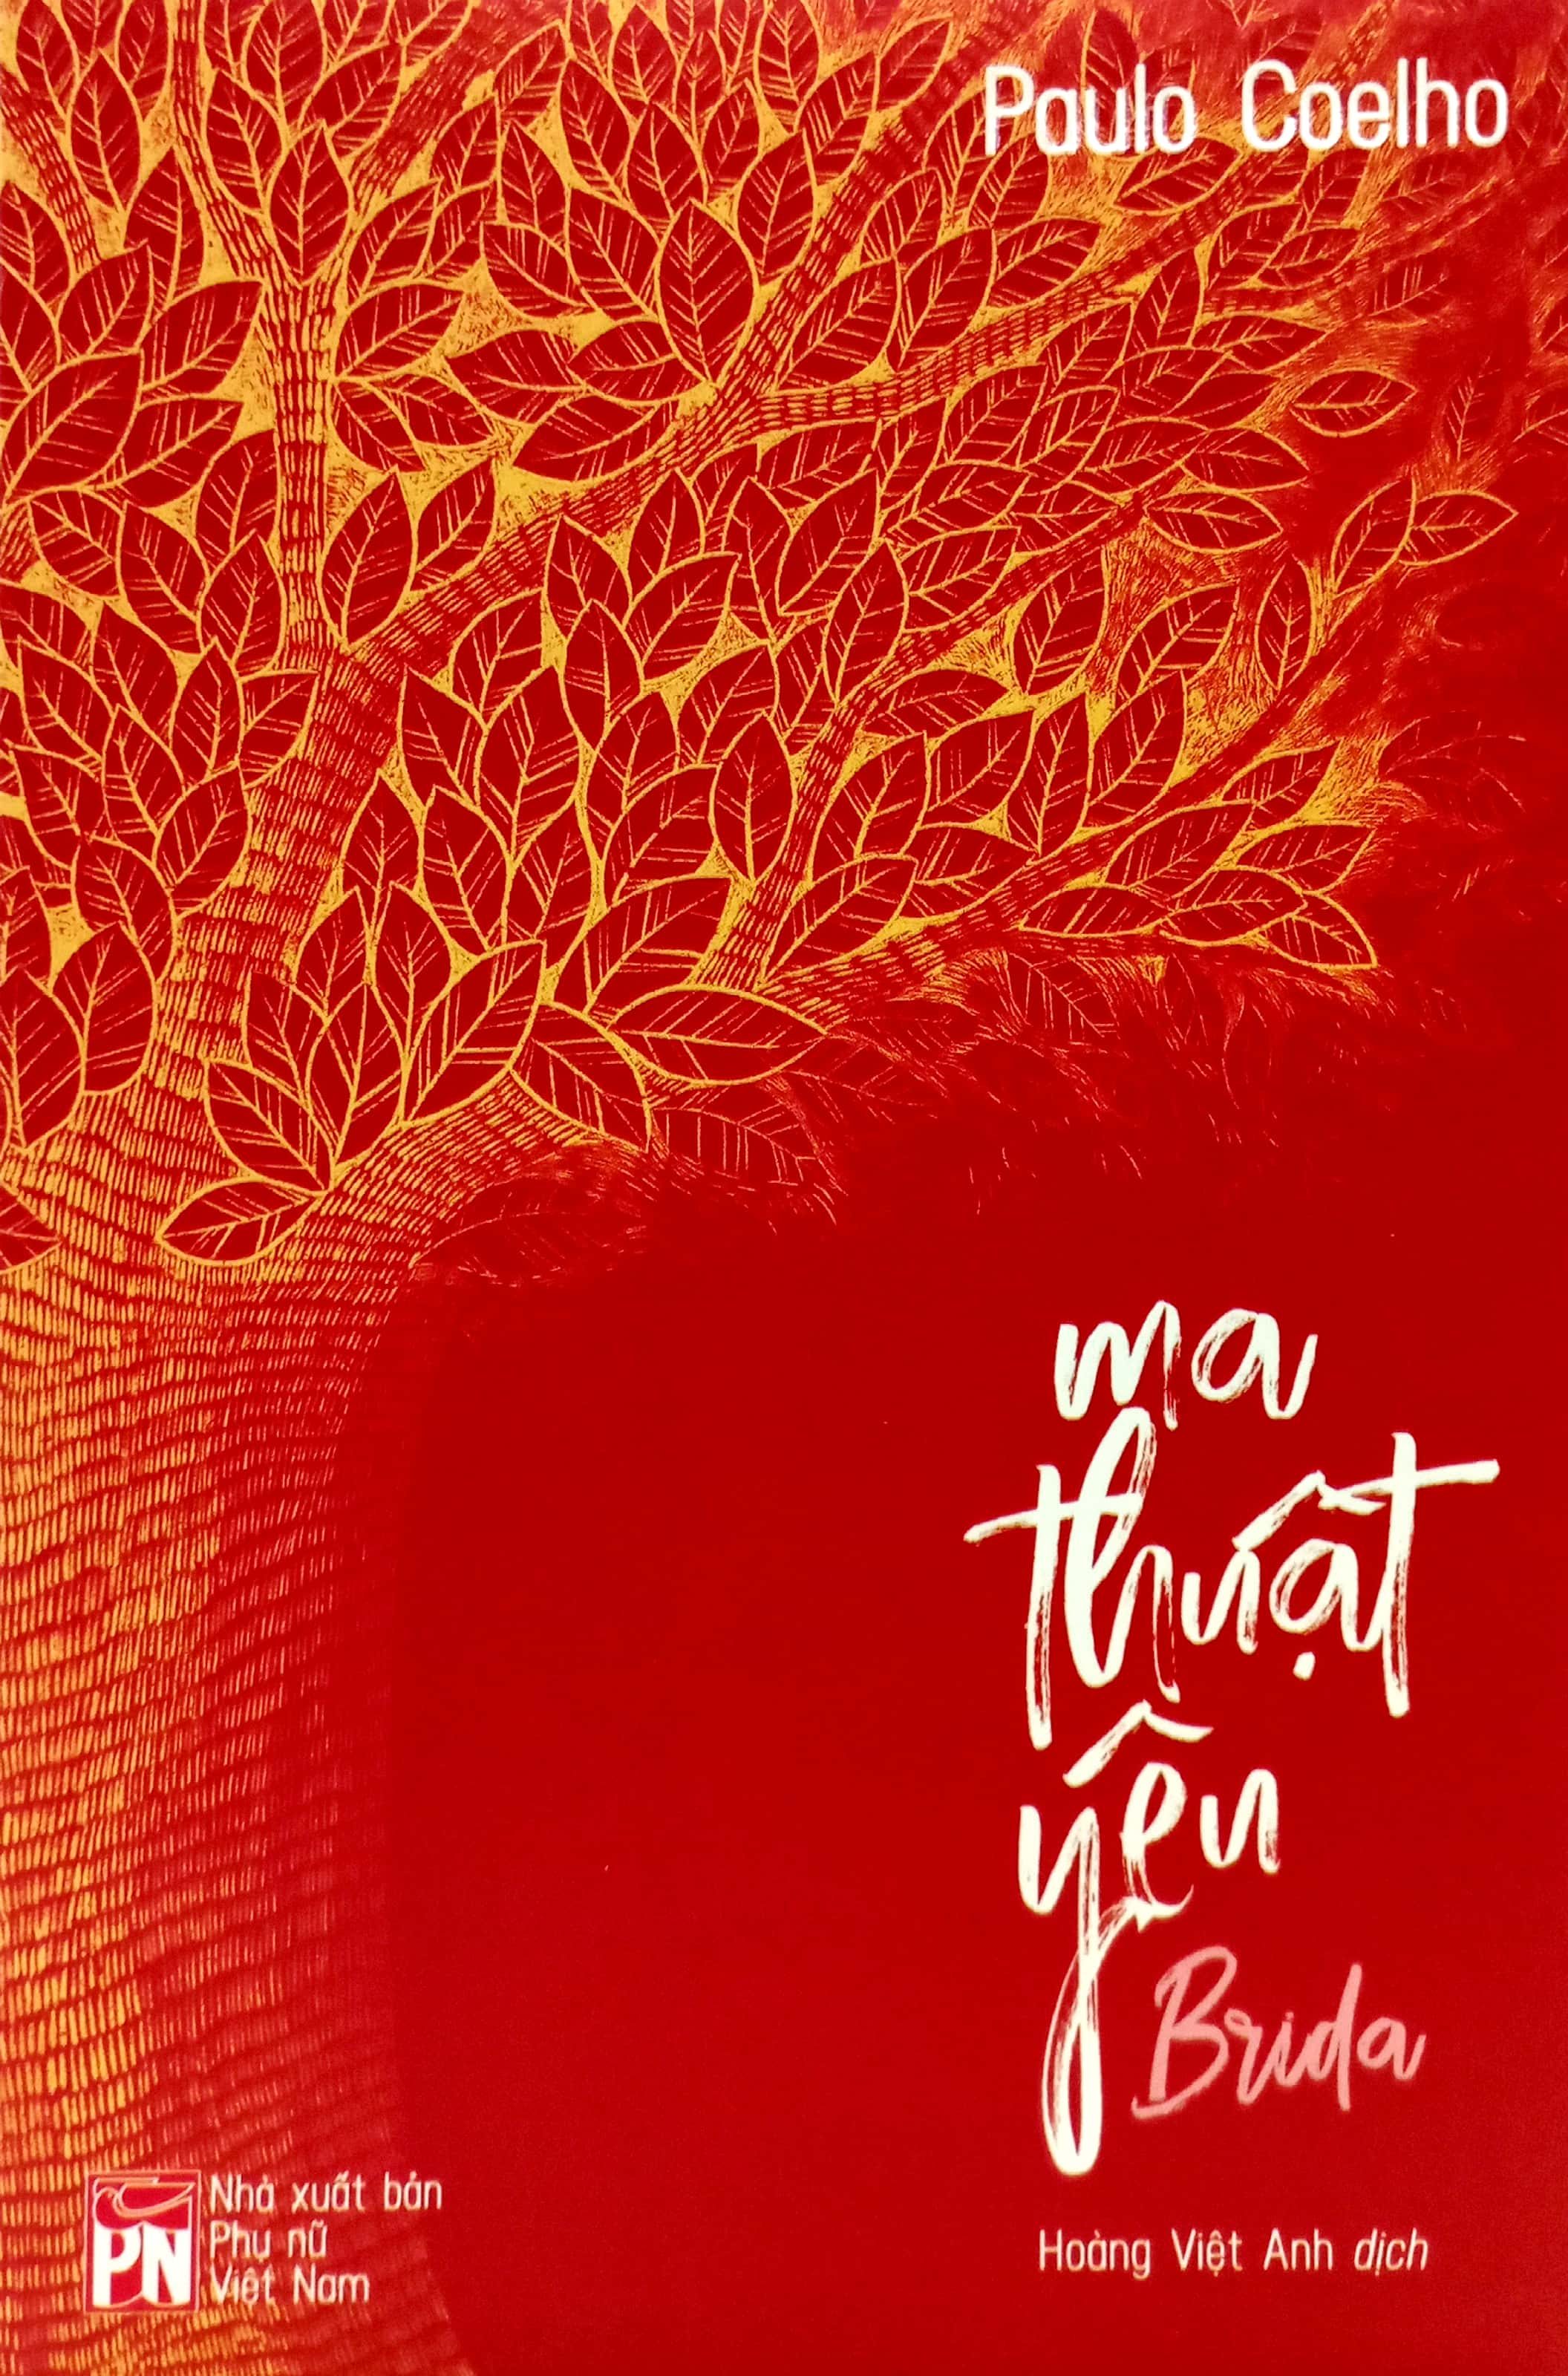 Paulo Coelho
ma
thuật
yêu
Brida
PN
Nhà xuất bản
Phụ nữ
Việt Nam
Hoàng Việt Anh dịch